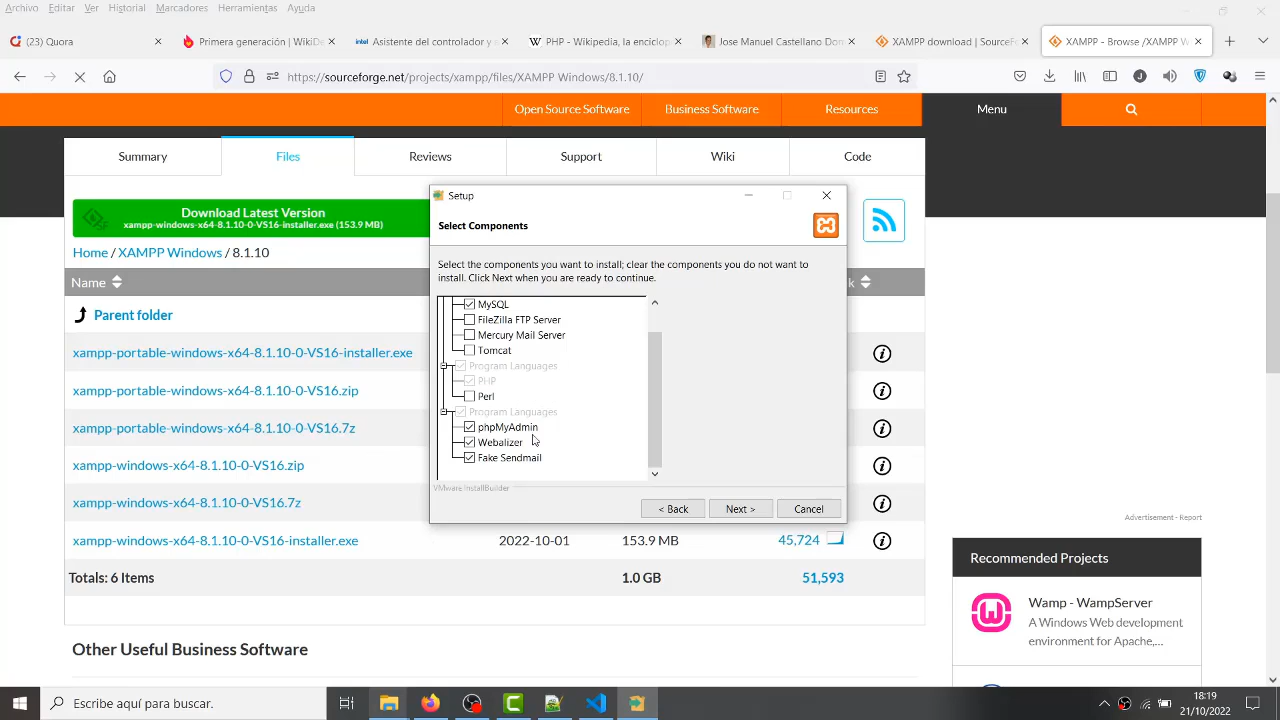 Archivo Editar Ver Historial Marcadores Herramientas Ayuda
(23) Quora
Primera generación | WikiDe
intel Asistente del controlador y e
W PHP - Wikipedia, la enciclop
Jose Manuel Castellano Dom
XAMPP download | SourceFo
XAMPP - Browse /XAMPP W
https://sourceforge.net/projects/xampp/files/XAMPP Windows/8.1.10/
Open Source Software
Business Software
Resources
Menu
Summary
Files
Reviews
Support
Wiki
Code
Download Latest Version
xampp-windows-x64-8.1.10-0-VS16-installer.exe (153.9 MB)
Home / XAMPP Windows / 8.1.10
Name
k
Parent folder
xampp-portable-windows-x64-8.1.10-0-VS16-installer.exe
xampp-portable-windows-x64-8.1.10-0-VS16.zip
xampp-portable-windows-x64-8.1.10-0-VS16.7z
xampp-windows-x64-8.1.10-0-VS16.zip
xampp-windows-x64-8.1.10-0-VS16.7z
xampp-windows-x64-8.1.10-0-VS16-installer.exe 2022-10-01 153.9 MB 45,724
Totals: 6 Items 1.0 GB 51,593
Other Useful Business Software
Setup
Select Components
Select the components you want to install; clear the components you do not want to
install. Click Next when you are ready to continue.
MySQL
FileZilla FTP Server
Mercury Mail Server
Tomcat
Program Languages
PHP
Perl
Program Languages
phpMyAdmin
Webalizer
Fake Sendmail
VMware InstallBuilder
< Back
Next >
Cancel
Advertisement - Report
Recommended Projects
Wamp - WampServer
A Windows Web development
environment for Apache,...
Escribe aquí para buscar.
18:19
21/10/2022